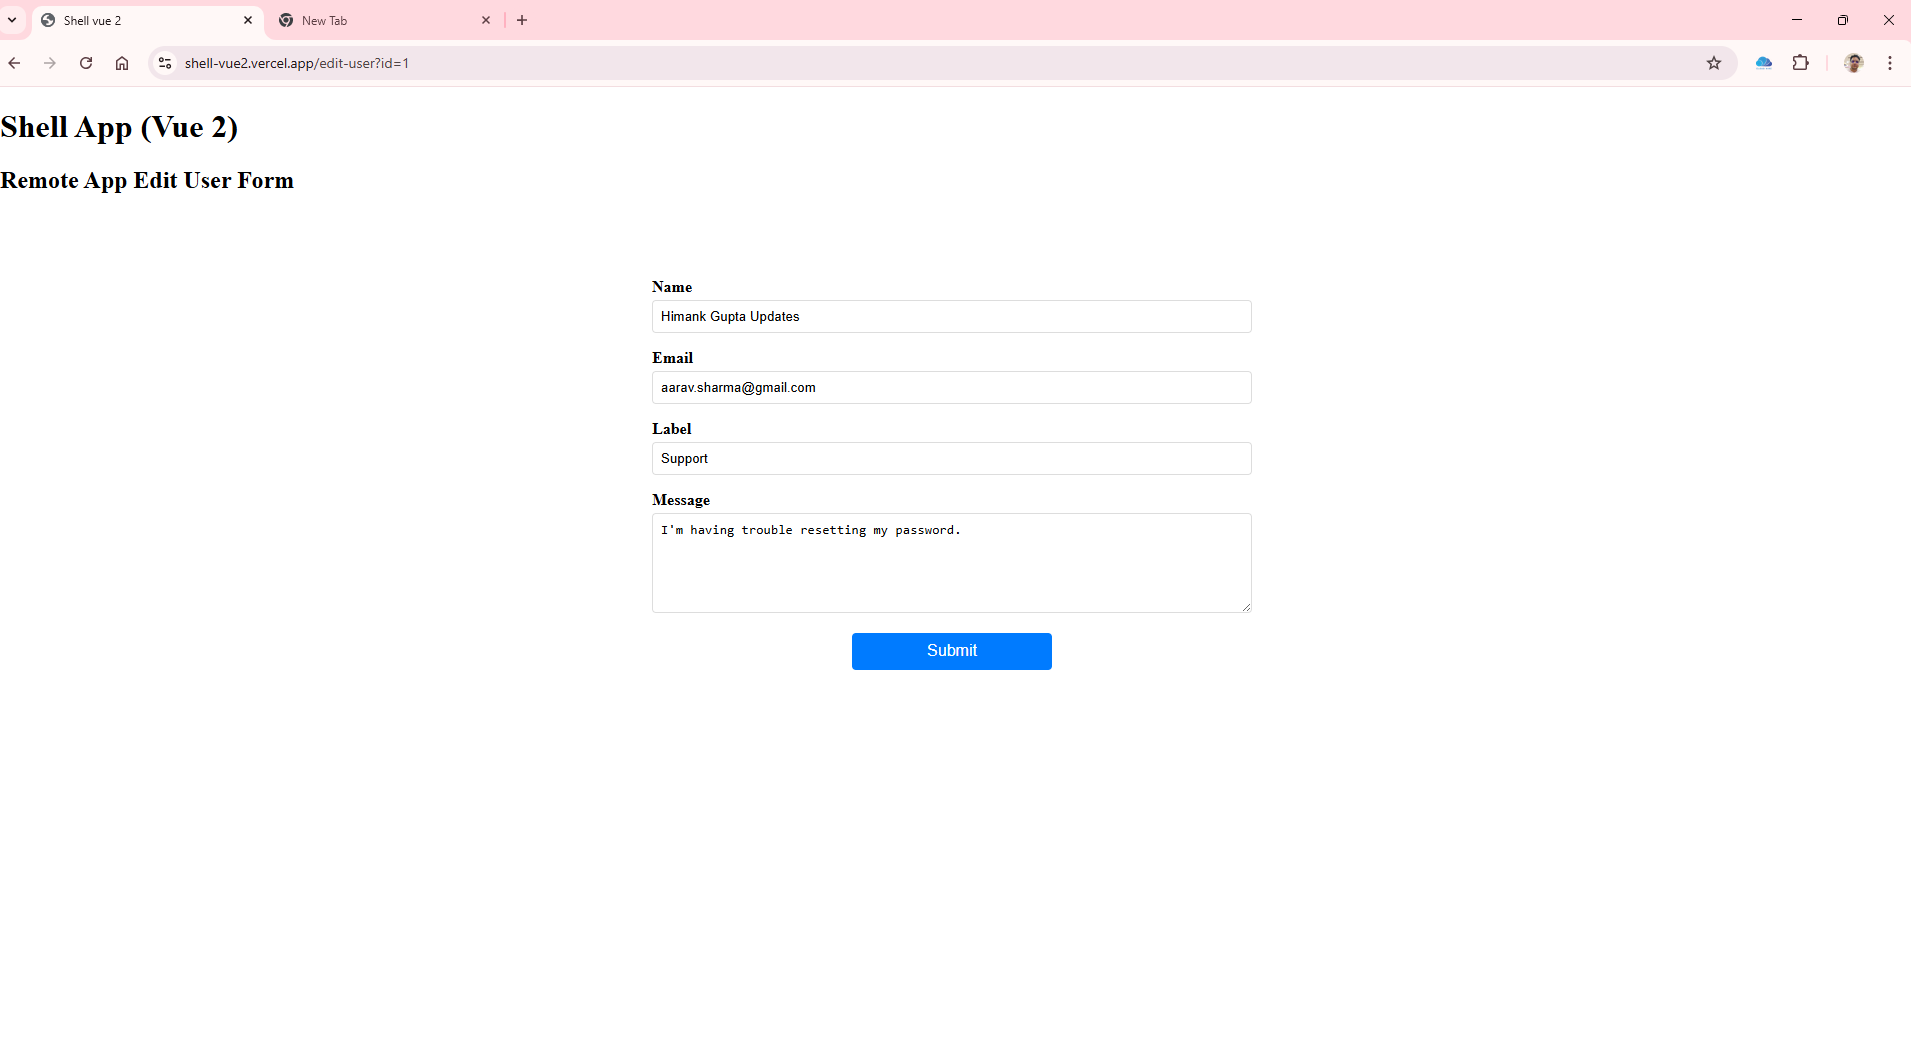 Shell vue 2
New Tab
shell-vue2.vercel.app/edit-user?id=1
Shell App (Vue 2)
Remote App Edit User Form
Name
Himank Gupta Updates
Email
aarav.sharma@gmail.com
Label
Support
Message
I'm having trouble resetting my password.
Submit